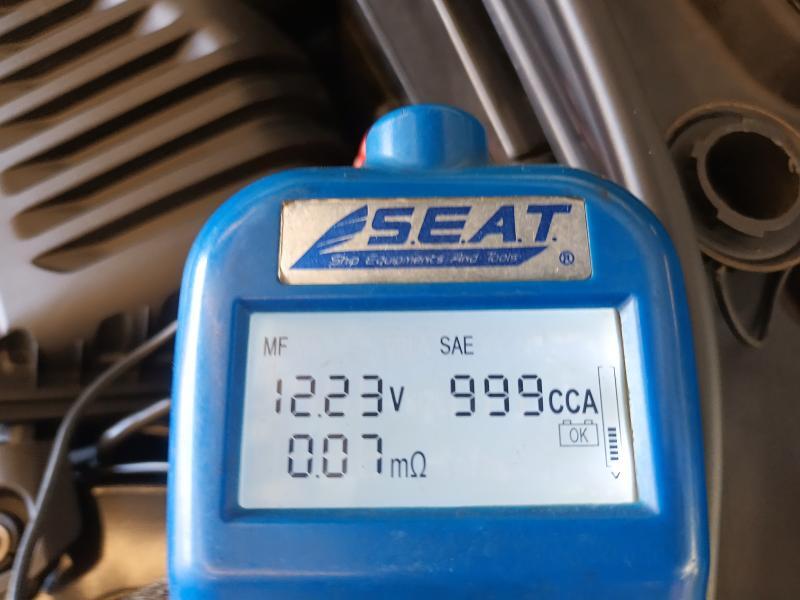 S.E.A.T.
Ship Equipments And Tools ®
MF SAE
12.23V 999CCA
OK
0.07mΩ